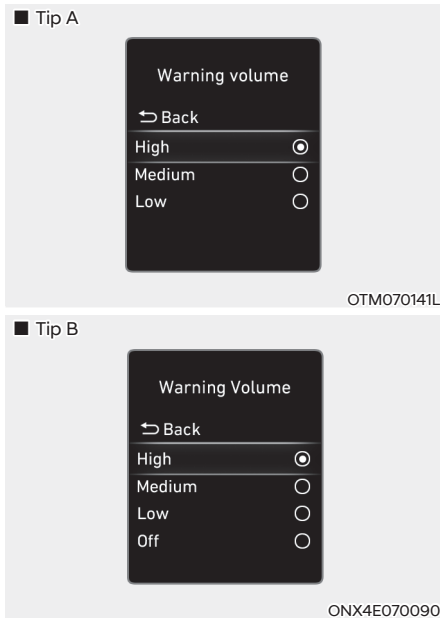 ■ Tip A
Warning volume
Back
High
Medium
Low
OTM070141L
■ Tip B
Warning Volume
Back
High
Medium
Low
Off
ONX4E070090